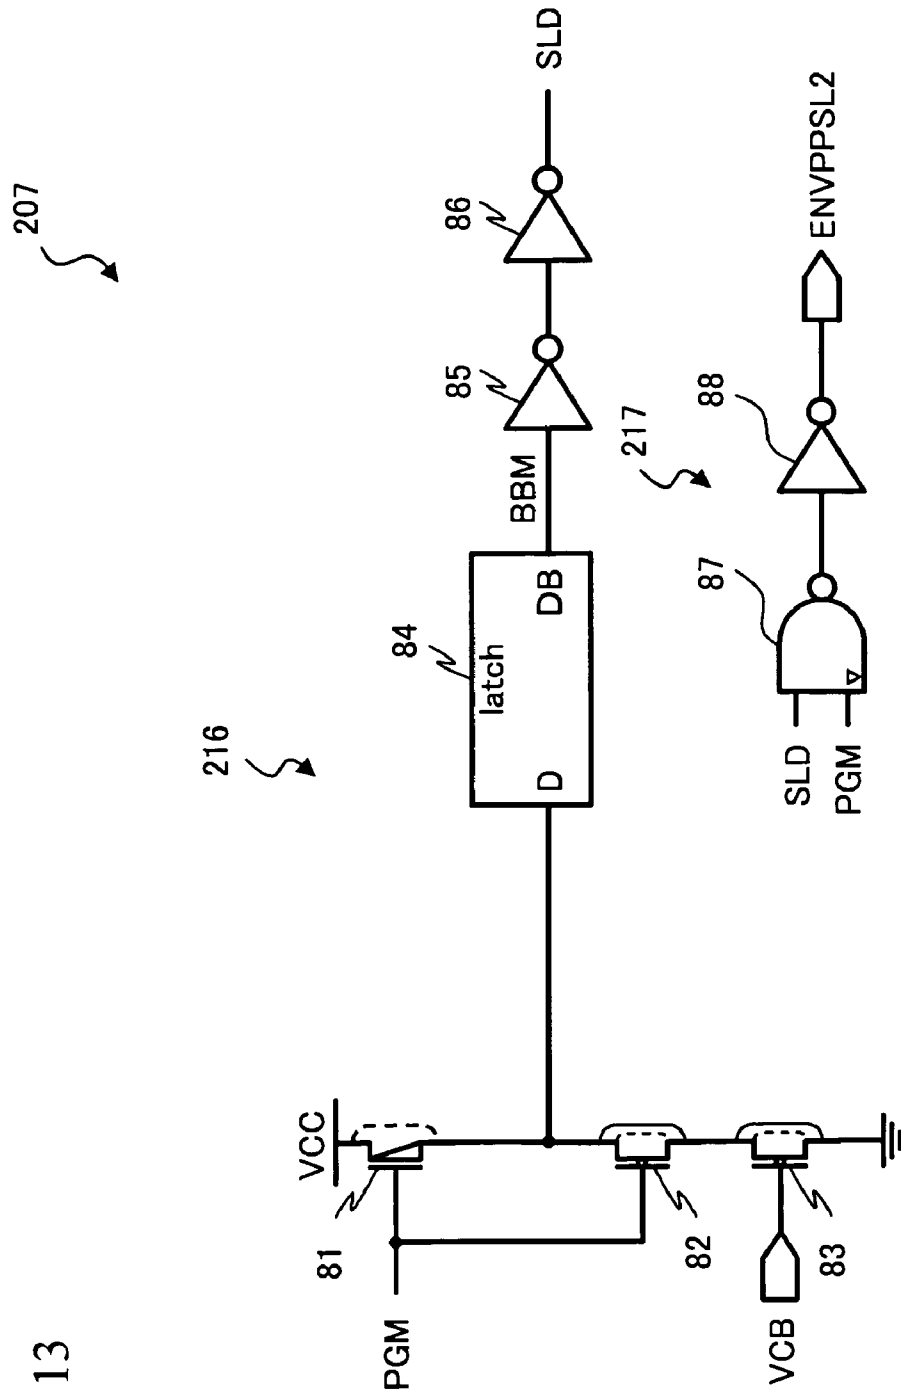 13
207
216
VCC
81
PGM
82
83
VCB
84
latch
D
DB
BBM
85
86
SLD
217
SLD
PGM
87
88
ENVPPSL2